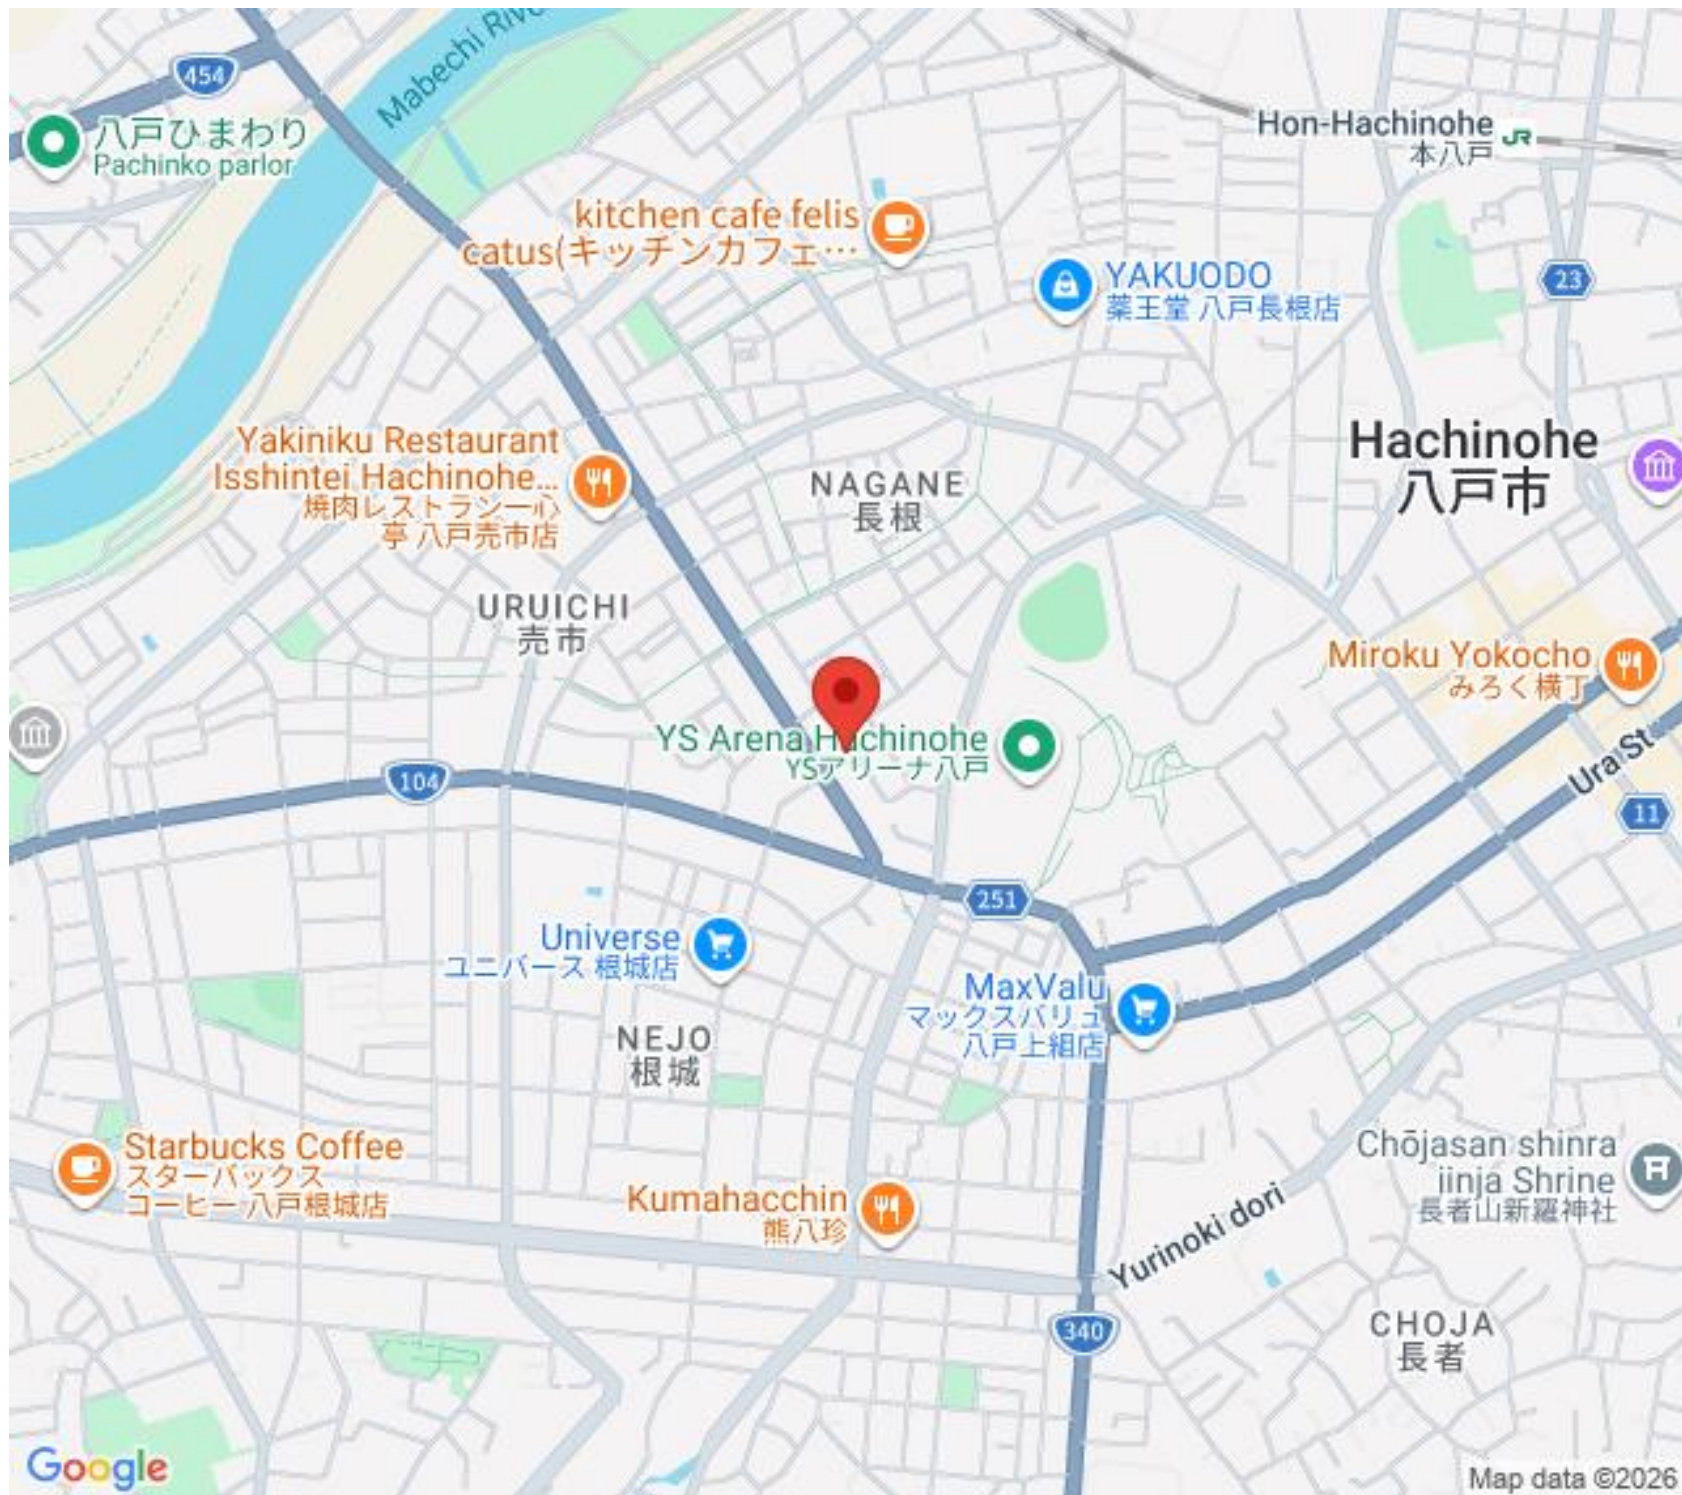 Mabechi River
454
八戸ひまわり
Pachinko parlor
Hon-Hachinohe
本八戸
JR
kitchen cafe felis
catus(キッチンカフェ…
YAKUODO
薬王堂 八戸長根店
23
Yakiniku Restaurant
Isshintei Hachinohe...
焼肉レストラン一心
亭 八戸売市店
NAGANE
長根
Hachinohe
八戸市
URUICHI
売市
Miroku Yokocho
みろく横丁
YS Arena Hachinohe
YSアリーナ八戸
Ura St
104
11
251
Universe
ユニバース 根城店
MaxValu
マックスバリュ
八戸上組店
NEJO
根城
Starbucks Coffee
スターバックス
コーヒー 八戸根城店
Kumahacchin
熊八珍
Chōjasan shinra
jinja Shrine
長者山新羅神社
Yurinoki dori
340
CHOJA
長者
Google
Map data ©2026